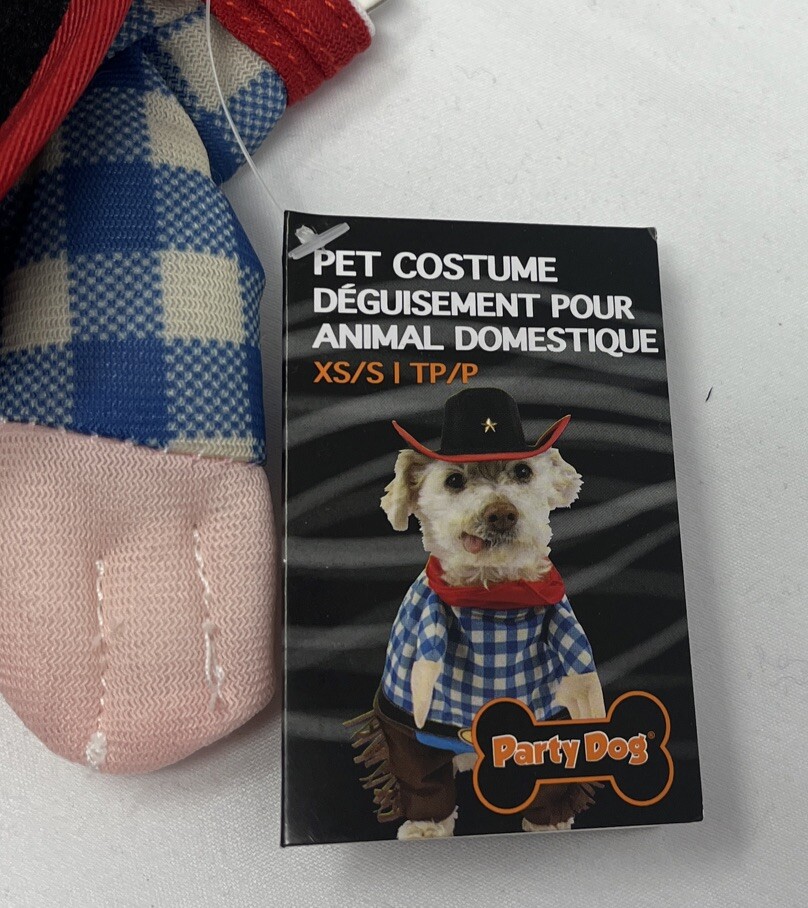 PET COSTUME
DÉGUISEMENT POUR
ANIMAL DOMESTIQUE
XS/S | TP/P
Party Dog®